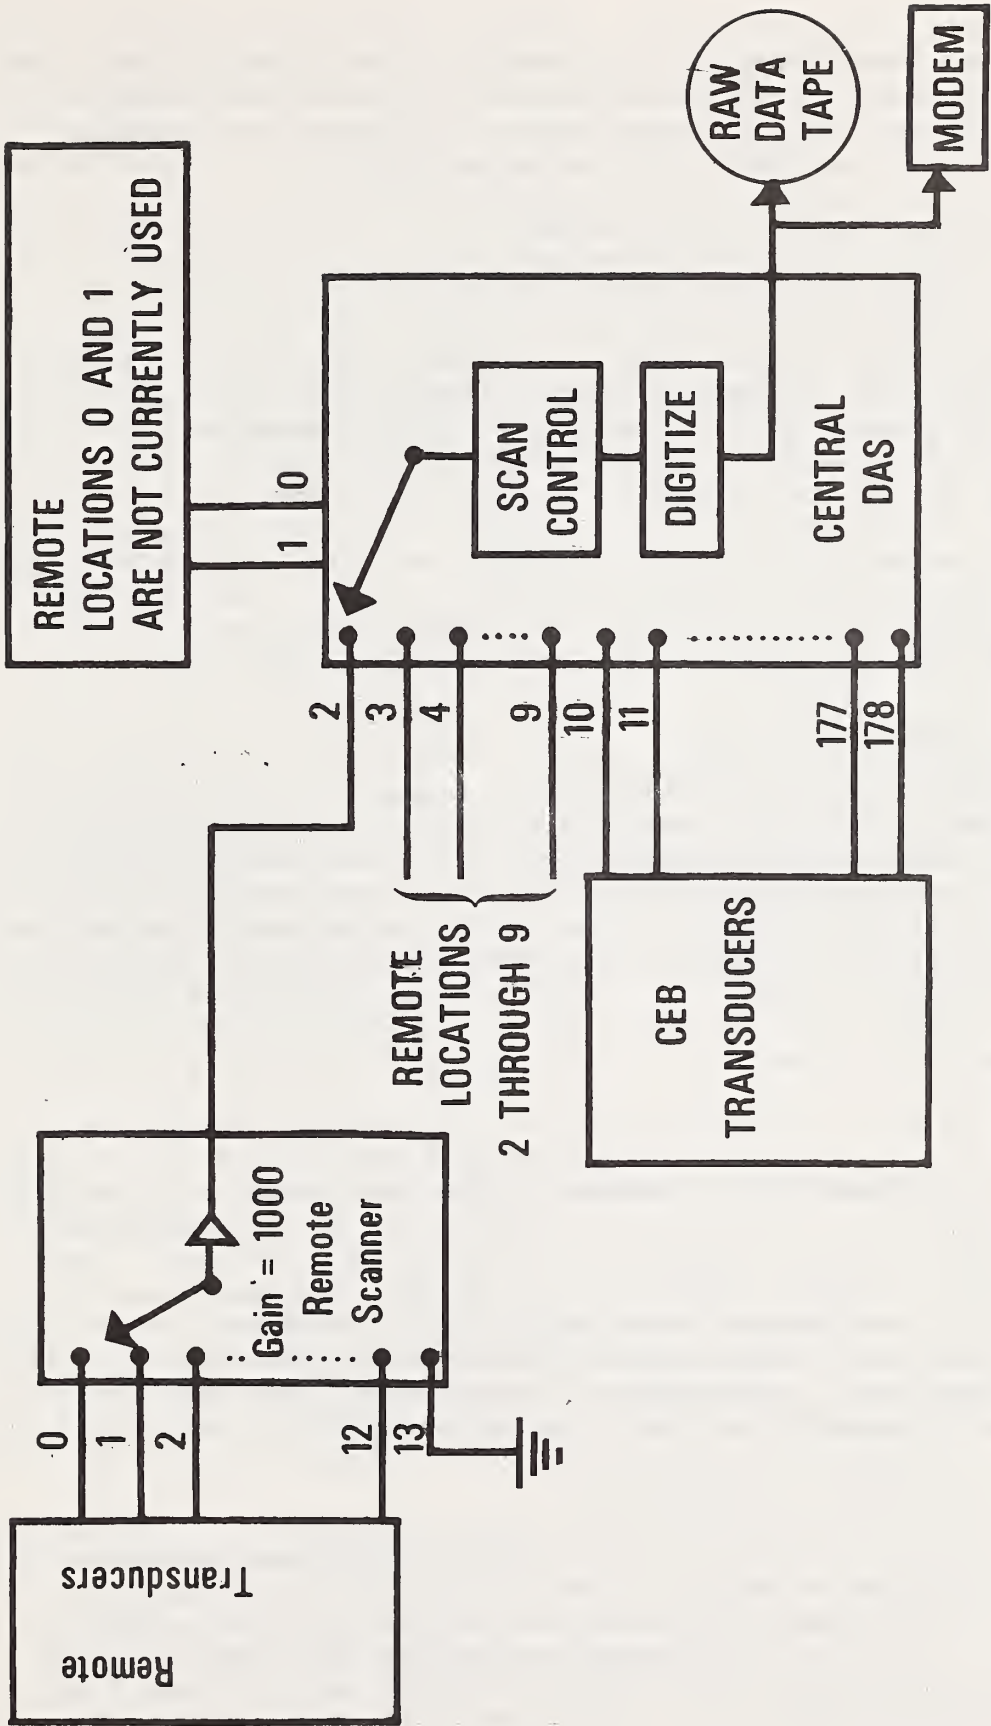 REMOTE
LOCATIONS 0 AND 1
ARE NOT CURRENTLY USED
1
0
RAW
DATA
TAPE
MODEM
SCAN
CONTROL
DIGITIZE
CENTRAL
DAS
2
3
4
9
10
11
177
178
REMOTE
LOCATIONS
2 THROUGH 9
CEB
TRANSDUCERS
Gain = 1000
Remote
Scanner
0
1
2
12
13
Remote
Transducers